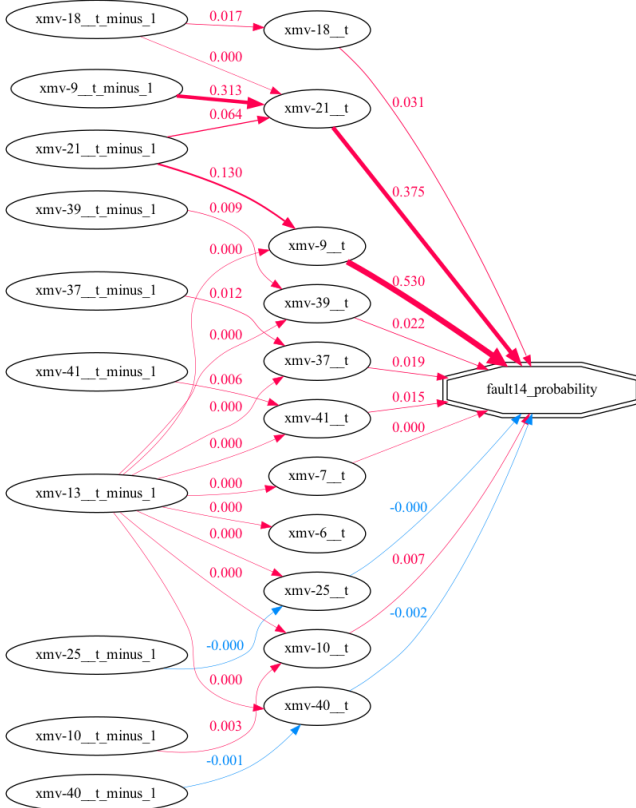 xmv-18__t_minus_1
0.017
xmv-18__t
0.000
0.031
xmv-9__t_minus_1
0.313
xmv-21__t
0.064
xmv-21__t_minus_1
0.130
0.375
xmv-39__t_minus_1
0.009
0.000
xmv-9__t
0.530
xmv-37__t_minus_1
0.012
xmv-39__t
0.022
0.000
xmv-37__t
0.019
xmv-41__t_minus_1
0.006
fault14_probability
0.000
xmv-41__t
0.015
0.000
xmv-7__t
0.000
xmv-13__t_minus_1
0.000
0.000
-0.000
xmv-6__t
0.000
0.007
0.000
xmv-25__t
-0.002
xmv-25__t_minus_1
-0.000
xmv-10__t
0.000
xmv-40__t
xmv-10__t_minus_1
0.003
-0.001
xmv-40__t_minus_1